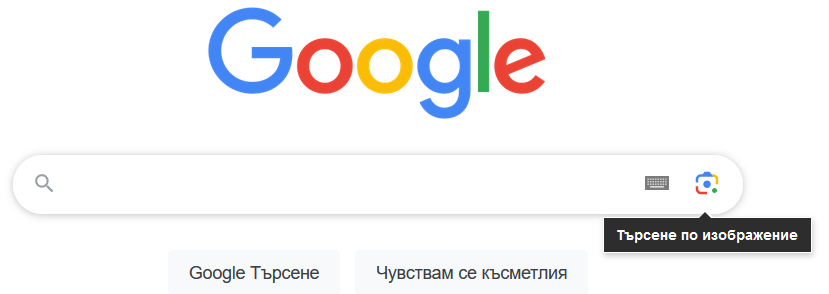 Google
Търсене по изображение
Google Търсене
Чувствам се късметлия